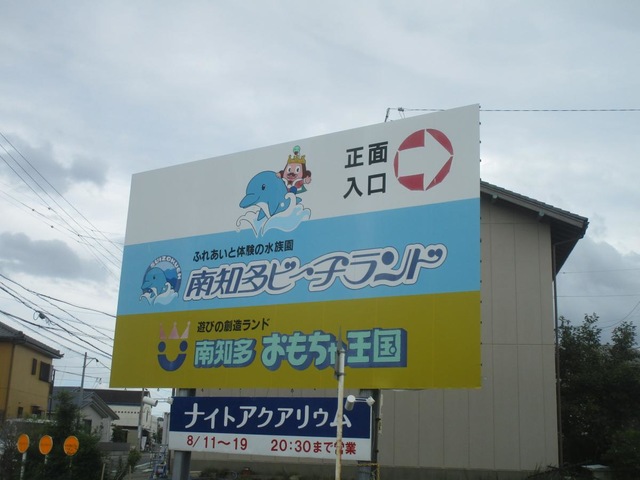 正面
入口
ふれあいと体験の水族園
南知多ビーチランド
遊びの創造ランド
南知多 おもちゃ王国
ナイトアクアリウム
8/11〜19 20:30まで営業